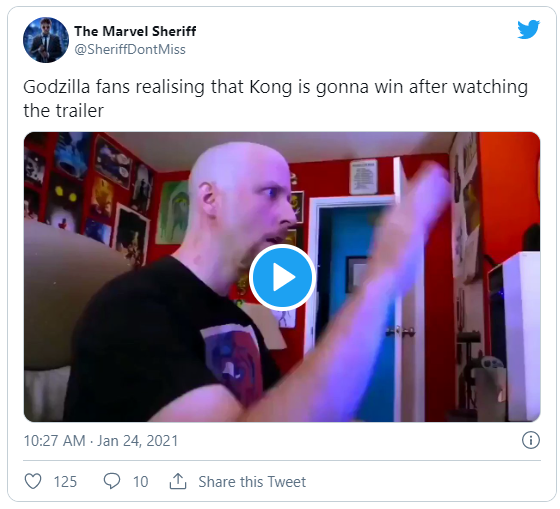 The Marvel Sheriff
@SheriffDontMiss
Godzilla fans realising that Kong is gonna win after watching
the trailer
10:27 AM · Jan 24, 2021
125
10
Share this Tweet